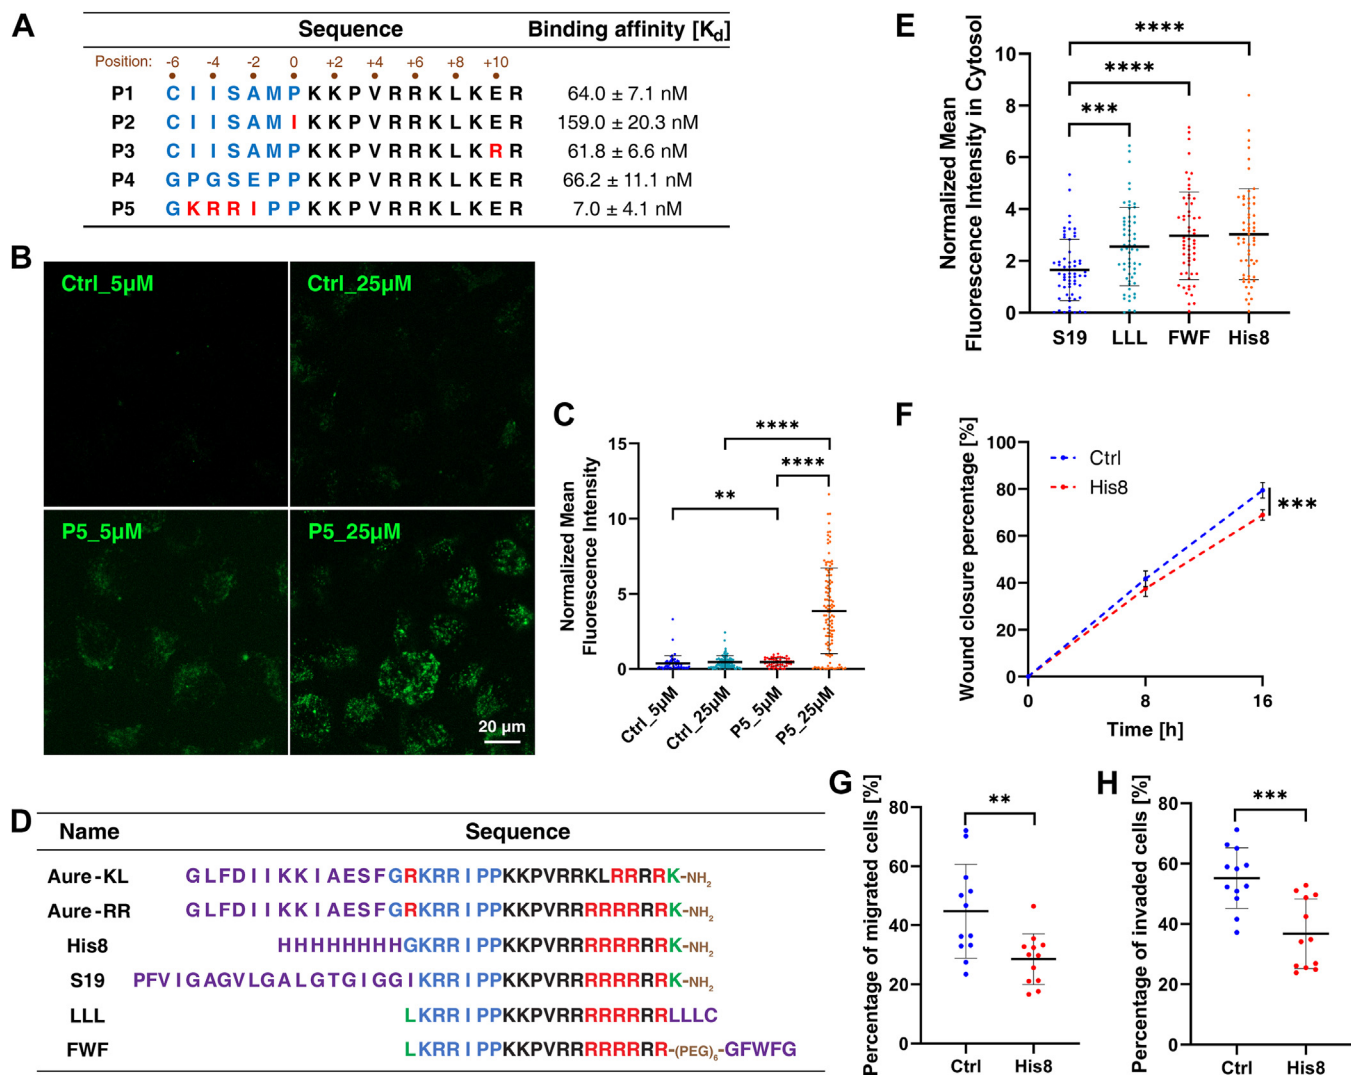 A
Sequence Binding affinity [Kd]
Position: -6 -4 -2 0 +2 +4 +6 +8 +10
P1 C I I S A M P K K P V R R K L K E R 64.0 ± 7.1 nM
P2 C I I S A M I K K P V R R K L K E R 159.0 ± 20.3 nM
P3 C I I S A M P K K P V R R K L K R R 61.8 ± 6.6 nM
P4 G P G S E P P K K P V R R K L K E R 66.2 ± 11.1 nM
P5 G K R R I P P K K P V R R K L K E R 7.0 ± 4.1 nM
B
Ctrl_5µM
Ctrl_25µM
P5_5µM
P5_25µM
20 µm
C
Normalized Mean
Fluorescence Intensity
15
10
5
0
**
****
****
Ctrl_5µM
Ctrl_25µM
P5_5µM
P5_25µM
D
Name Sequence
Aure-KL GLFDIIKKIAESFGRKRRIPPKKPVRRKLRRRRK-NH2
Aure-RR GLFDIIKKIAESFGRKRRIPPKKPVRRRRRRRRK-NH2
His8 HHHHHHHHGKRRIPPKKPVRRRRRRRRK-NH2
S19 PFVIGAGVLGALGTGIGGIKRRIPPKKPVRRRRRRRRK-NH2
LLL LKRRIPPKKPVRRRRRRRRLLLC
FWF LKRRIPPKKPVRRRRRRRR-(PEG)6-GFWFG
E
Normalized Mean
Fluorescence Intensity in Cytosol
10
8
6
4
2
0
****
****
***
S19
LLL
FWF
His8
F
Wound closure percentage [%]
100
80
60
40
20
0
Ctrl
His8
***
0
8
16
Time [h]
G
Percentage of migrated cells [%]
80
60
40
20
0
**
Ctrl
His8
H
Percentage of invaded cells [%]
80
60
40
20
0
***
Ctrl
His8